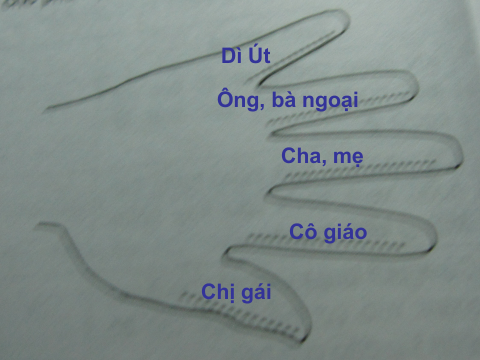 Dì Út
Ông, bà ngoại
Cha, mẹ
Cô giáo
Chị gái